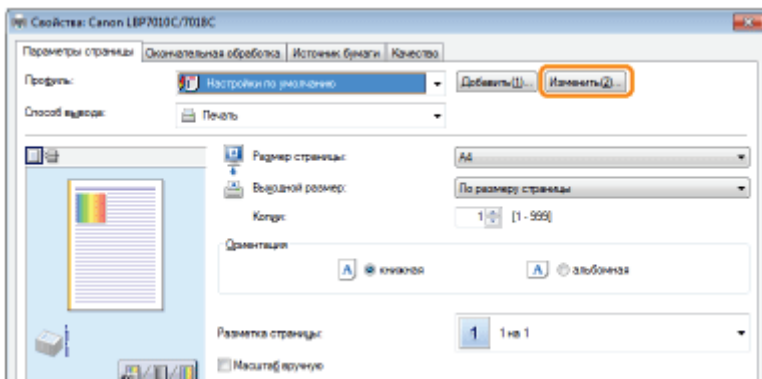 Свойства: Canon LBP7010C/7018C
Параметры страницы Окончательная обработка Источник бумаги Качество
Профиль: Настройки по умолчанию Добавить(1)... Изменить(2)...
Способ вывода: Печать
Размер страницы: A4
Выходной размер: По размеру страницы
Копии: 1 [1 - 999]
Ориентация
A книжная A альбомная
Разметка страницы: 1 1 на 1
Масштаб вручную